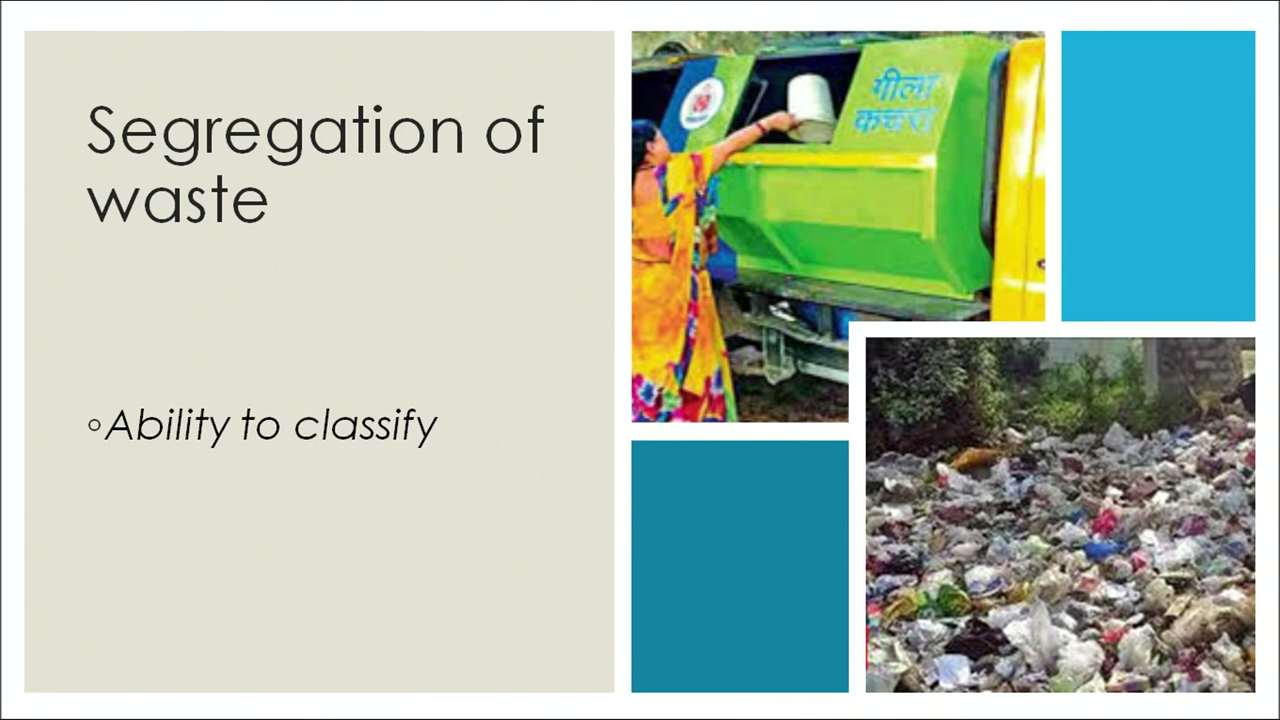 Segregation of
waste
◦Ability to classify
गीला
कचरा